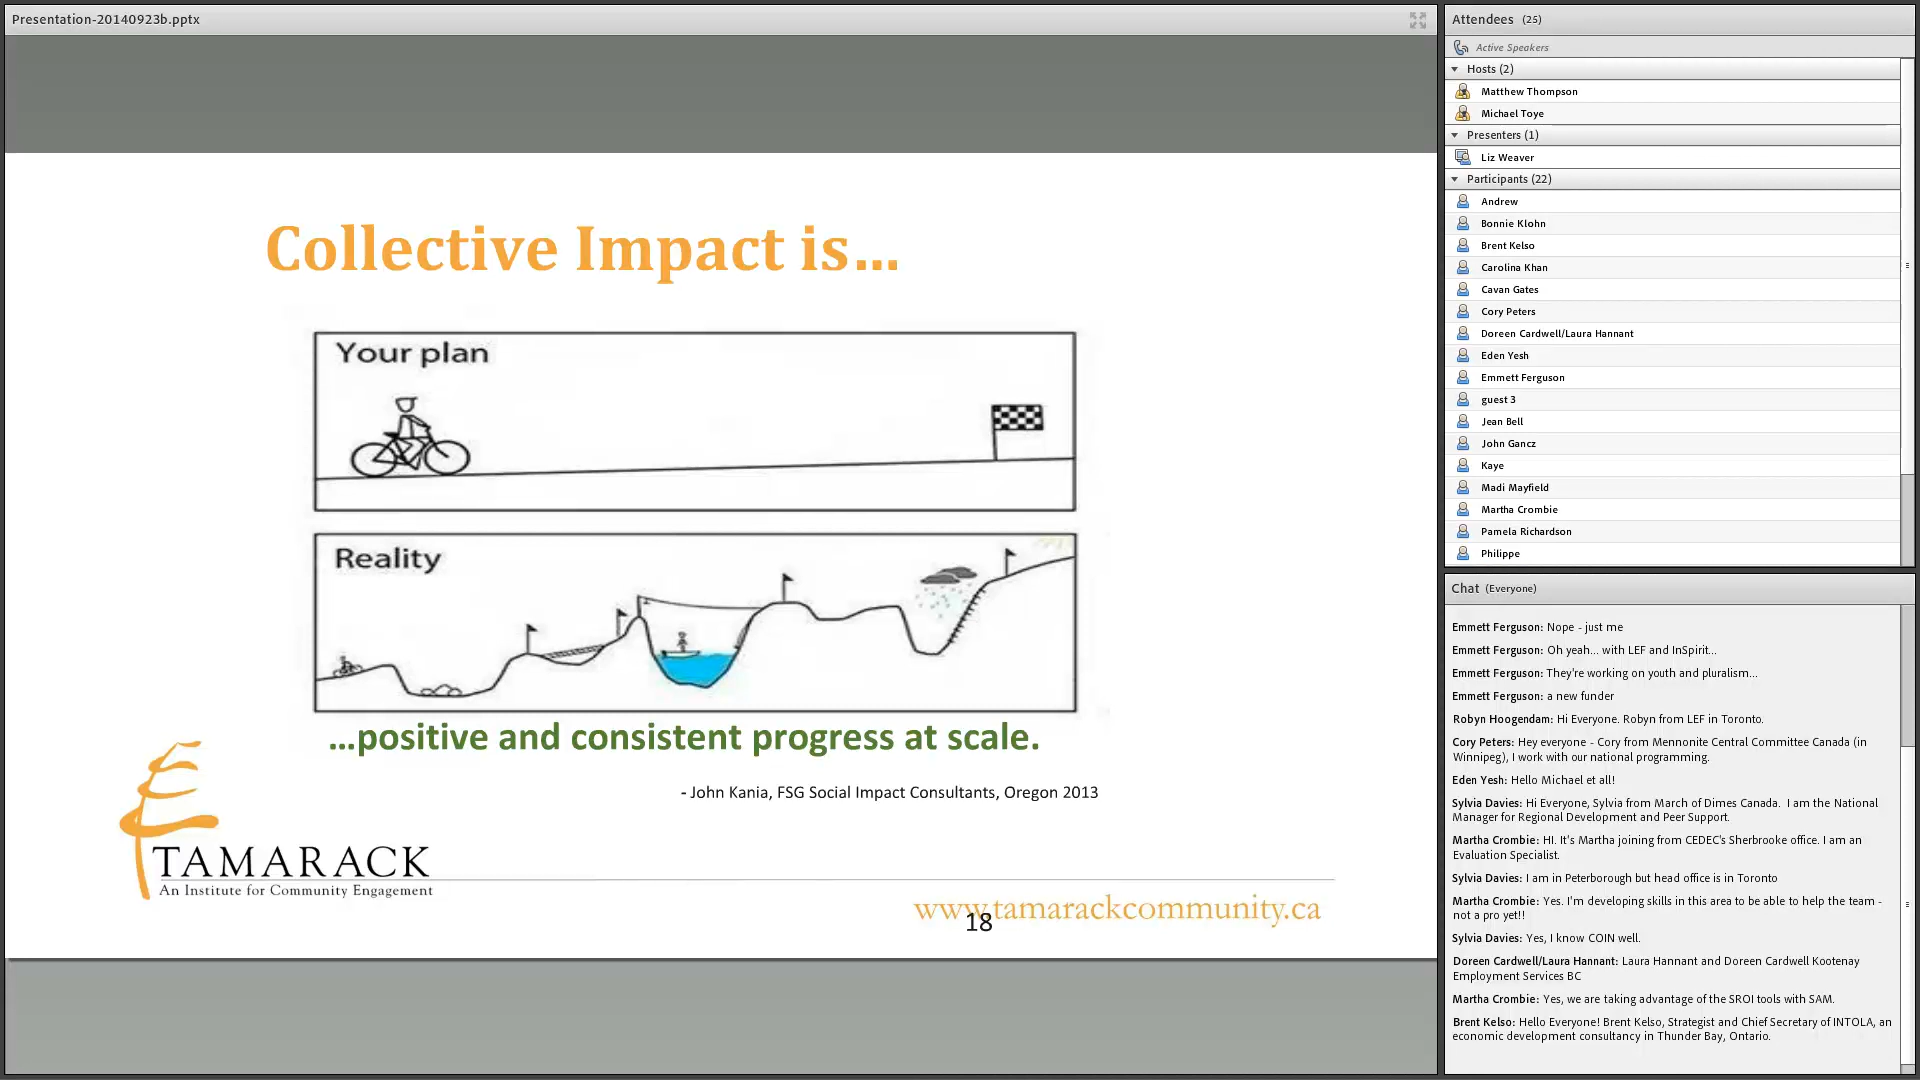 Presentation-20140923b.pptx
Collective Impact is...
Your plan
Reality
...positive and consistent progress at scale.
- John Kania, FSG Social Impact Consultants, Oregon 2013
TAMARACK
An Institute for Community Engagement
www.tamarackcommunity.ca
18
Attendees (25)
Active Speakers
Hosts (2)
Matthew Thompson
Michael Toye
Presenters (1)
Liz Weaver
Participants (22)
Andrew
Bonnie Klohn
Brent Kelso
Carolina Khan
Cavan Gates
Cory Peters
Doreen Cardwell/Laura Hannant
Eden Yesh
Emmett Ferguson
guest 3
Jean Bell
John Gancz
Kaye
Madi Mayfield
Martha Crombie
Pamela Richardson
Philippe
Chat (Everyone)
Emmett Ferguson: Nope - just me
Emmett Ferguson: Oh yeah... with LEF and InSpirit...
Emmett Ferguson: They're working on youth and pluralism...
Emmett Ferguson: a new funder
Robyn Hoogendam: Hi Everyone. Robyn from LEF in Toronto.
Cory Peters: Hey everyone - Cory from Mennonite Central Committee Canada (in
Winnipeg), I work with our national programming.
Eden Yesh: Hello Michael et all!
Sylvia Davies: Hi Everyone, Sylvia from March of Dimes Canada. I am the National
Manager for Regional Development and Peer Support.
Martha Crombie: HI. It's Martha joining from CEDEC's Sherbrooke office. I am an
Evaluation Specialist.
Sylvia Davies: I am in Peterborough but head office is in Toronto
Martha Crombie: Yes. I'm developing skills in this area to be able to help the team -
not a pro yet!!
Sylvia Davies: Yes, I know COIN well.
Doreen Cardwell/Laura Hannant: Laura Hannant and Doreen Cardwell Kootenay
Employment Services BC
Martha Crombie: Yes, we are taking advantage of the SROI tools with SAM.
Brent Kelso: Hello Everyone! Brent Kelso, Strategist and Chief Secretary of INTOLA, an
economic development consultancy in Thunder Bay, Ontario.